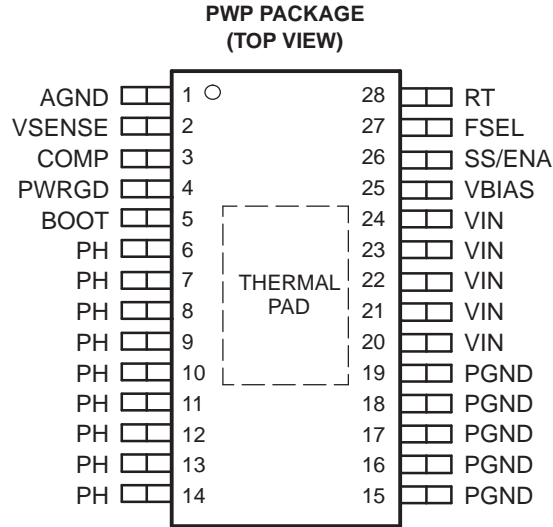 PWP PACKAGE
(TOP VIEW)
AGND 1 28 RT
VSENSE 2 27 FSEL
COMP 3 26 SS/ENA
PWRGD 4 25 VBIAS
BOOT 5 24 VIN
PH 6 23 VIN
PH 7 22 VIN
PH 8 21 VIN
PH 9 20 VIN
PH 10 19 PGND
PH 11 18 PGND
PH 12 17 PGND
PH 13 16 PGND
PH 14 15 PGND
THERMAL
PAD